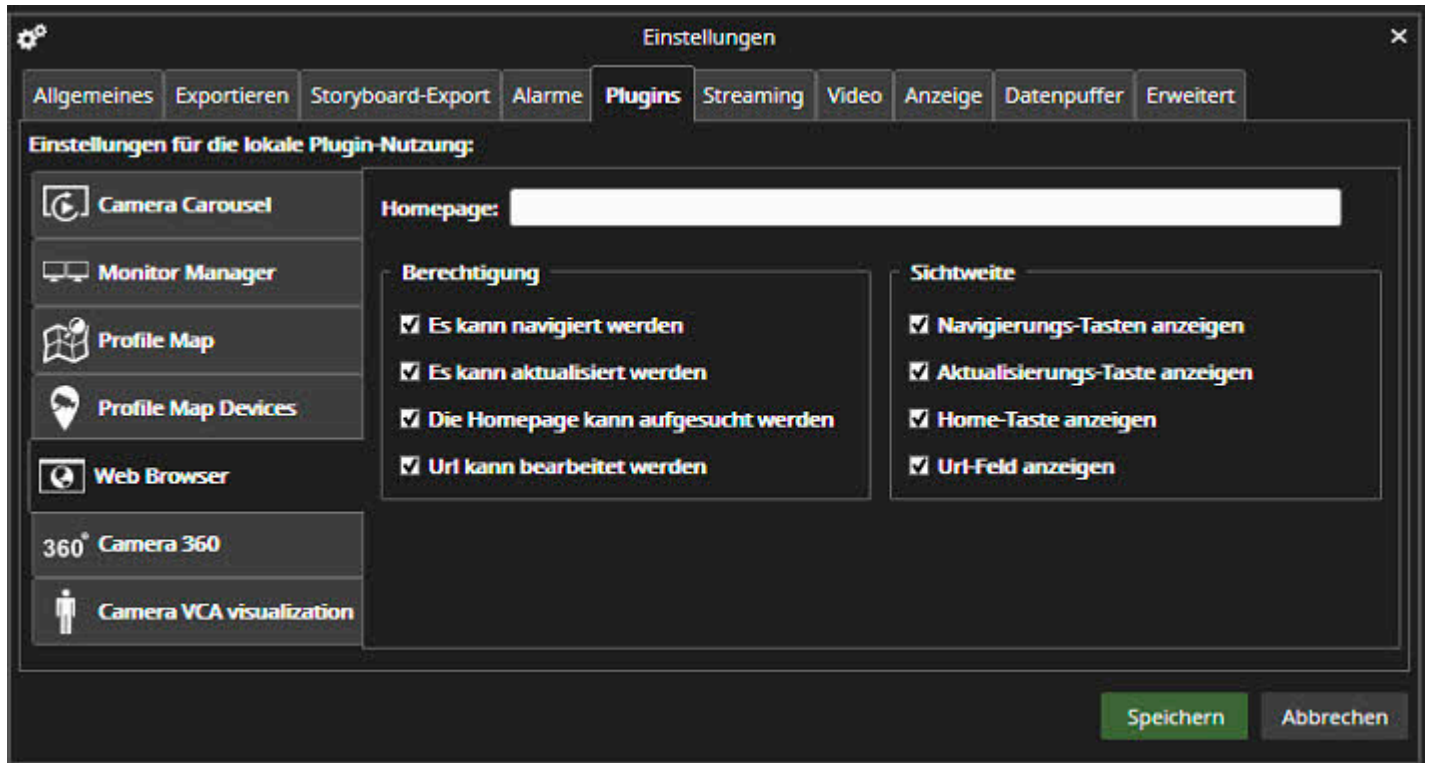 Einstellungen
Allgemeines Exportieren Storyboard-Export Alarme Plugins Streaming Video Anzeige Datenpuffer Erweitert
Einstellungen für die lokale Plugin-Nutzung:
Camera Carousel
Monitor Manager
Profile Map
Profile Map Devices
Web Browser
360° Camera 360
Camera VCA visualization
Homepage:
Berechtigung
Es kann navigiert werden
Es kann aktualisiert werden
Die Homepage kann aufgesucht werden
Url kann bearbeitet werden
Sichtweite
Navigierungs-Tasten anzeigen
Aktualisierungs-Taste anzeigen
Home-Taste anzeigen
Url-Feld anzeigen
Speichern Abbrechen